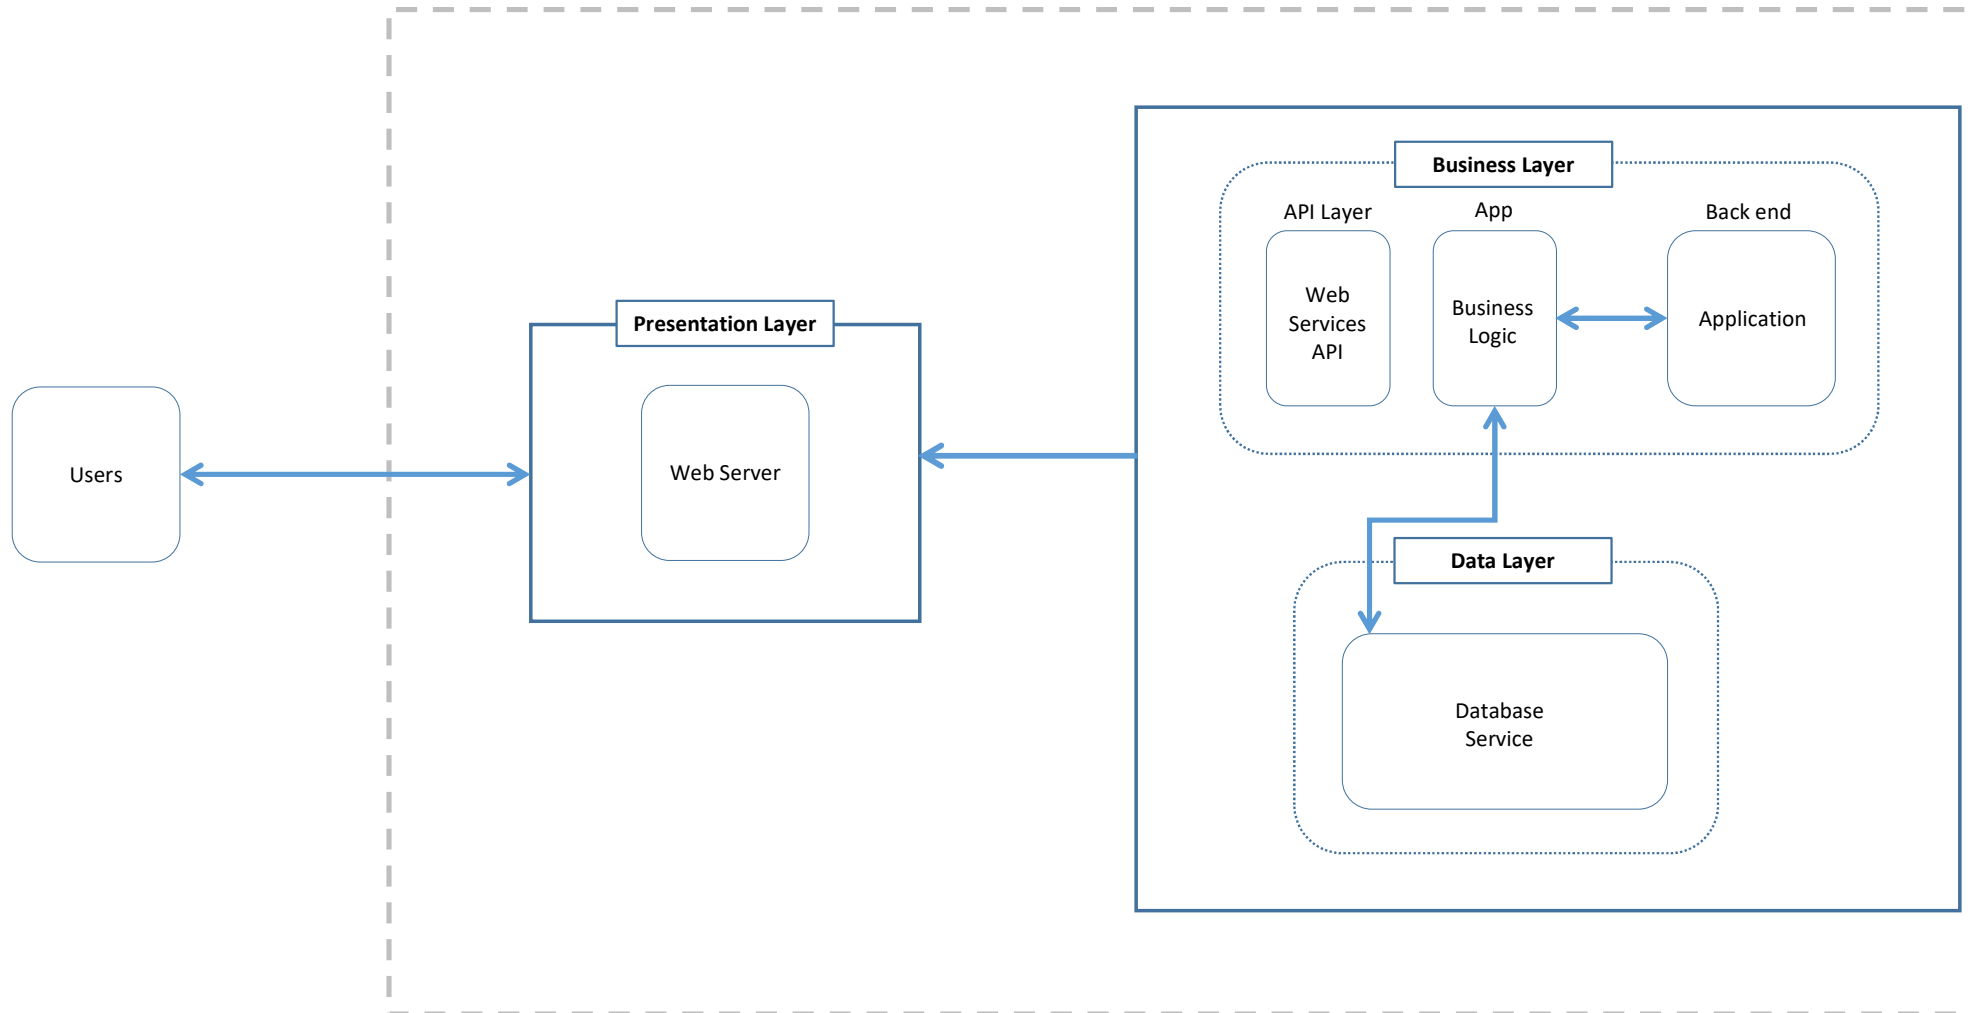 Business Layer
API Layer
App
Back end
Web
Services
API
Business
Logic
Application
Presentation Layer
Users
Web Server
Data Layer
Database
Service